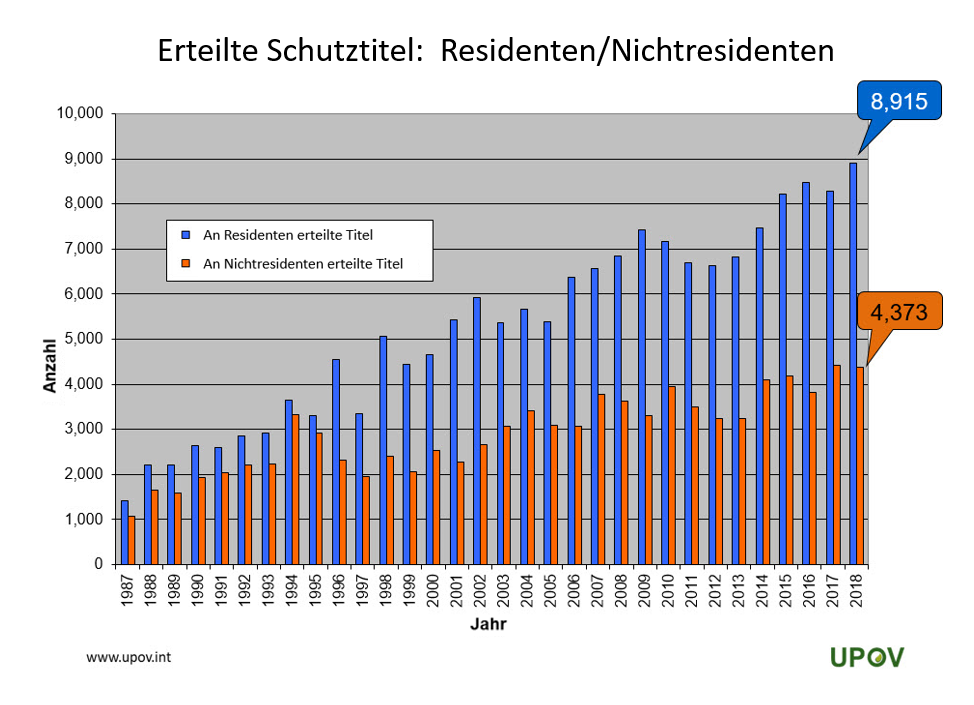 Erteilte Schutztitel: Residenten/Nichtresidenten
8,915
10,000
9,000
8,000
7,000
6,000
5,000
4,000
3,000
2,000
1,000
0
An Residenten erteilte Titel
An Nichtresidenten erteilte Titel
4,373
Anzahl
1987 1988 1989 1990 1991 1992 1993 1994 1995 1996 1997 1998 1999 2000 2001 2002 2003 2004 2005 2006 2007 2008 2009 2010 2011 2012 2013 2014 2015 2016 2017 2018
Jahr
www.upov.int
UPOV